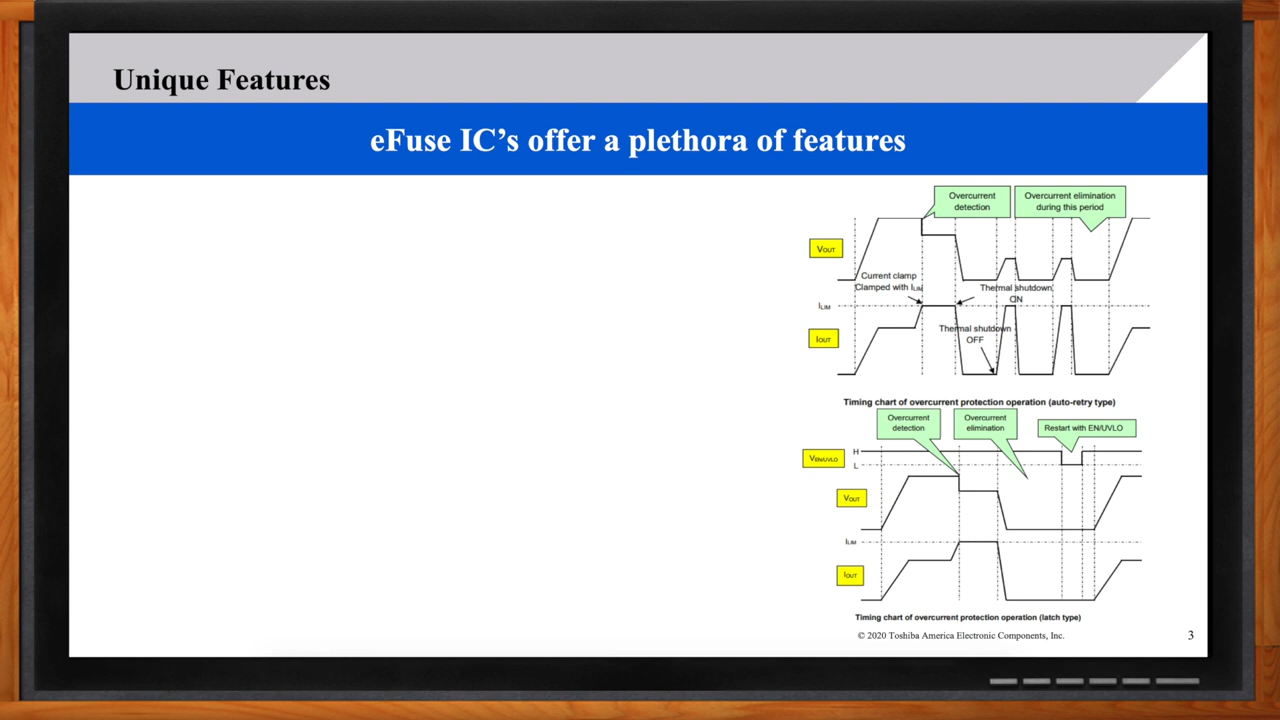 Unique Features
eFuse IC’s offer a plethora of features
Overcurrent
detection
Overcurrent elimination
during this period
VOUT
Current clamp
Clamped with ILIM
Thermal shutdown
ON
ILIM
Thermal shutdown
OFF
IOUT
Timing chart of overcurrent protection operation (auto-retry type)
Overcurrent
detection
Overcurrent
elimination
Restart with EN/UVLO
VEN/UVLO
H
L
VOUT
ILIM
IOUT
Timing chart of overcurrent protection operation (latch type)
© 2020 Toshiba America Electronic Components, Inc.
3